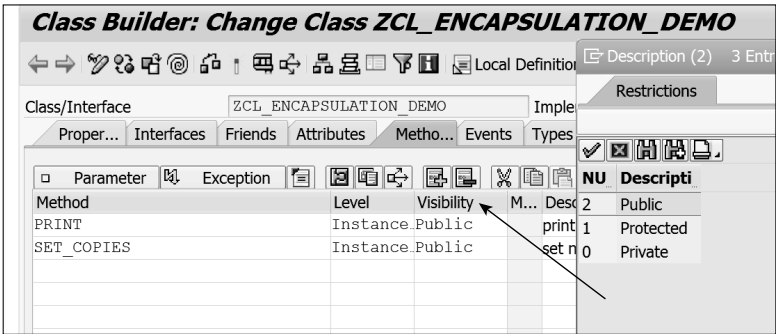 Class Builder: Change Class ZCL_ENCAPSULATION_DEMO
Local Definition
Description (2) 3 Entr
Class/Interface ZCL_ENCAPSULATION_DEMO Imple
Restrictions
Proper... Interfaces Friends Attributes Metho... Events Types
Parameter Exception
NU Descripti
Method Level Visibility M... Desc
2 Public
PRINT Instance Public print
1 Protected
SET_COPIES Instance Public set n
0 Private